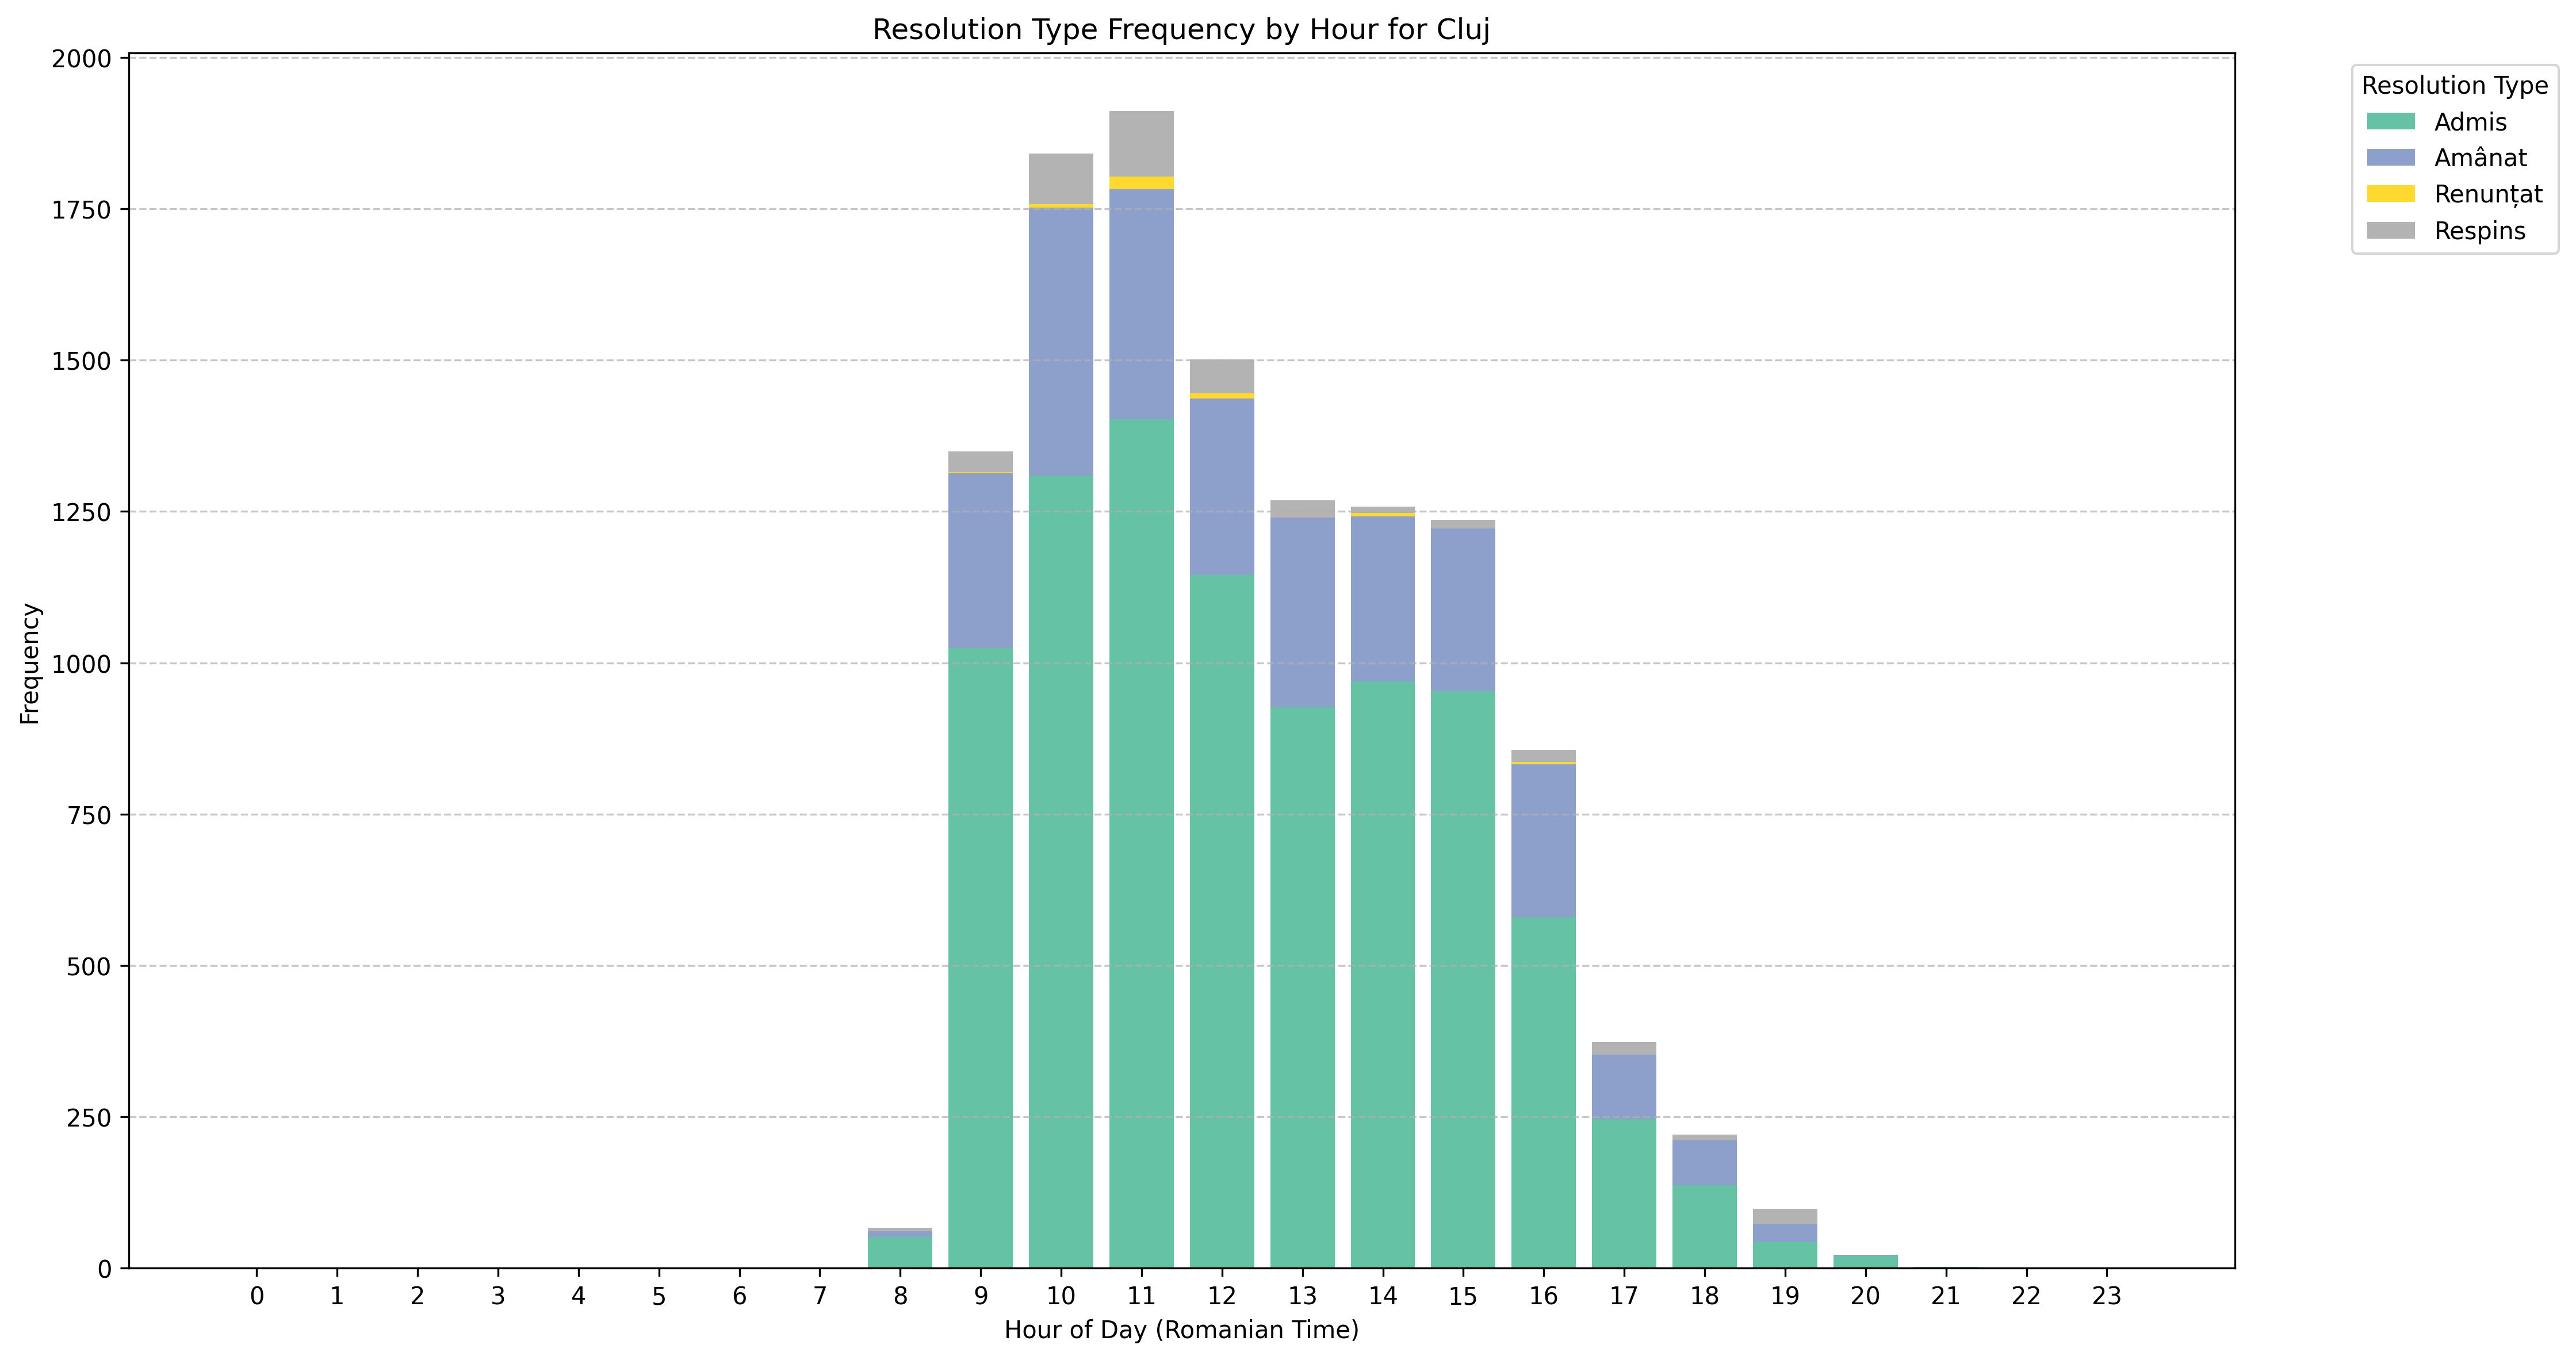 Resolution Type Frequency by Hour for Cluj
2000
1750
1500
1250
1000
750
500
250
0
Frequency
0 1 2 3 4 5 6 7 8 9 10 11 12 13 14 15 16 17 18 19 20 21 22 23
Hour of Day (Romanian Time)
Resolution Type
Admis
Amânat
Renunțat
Respins